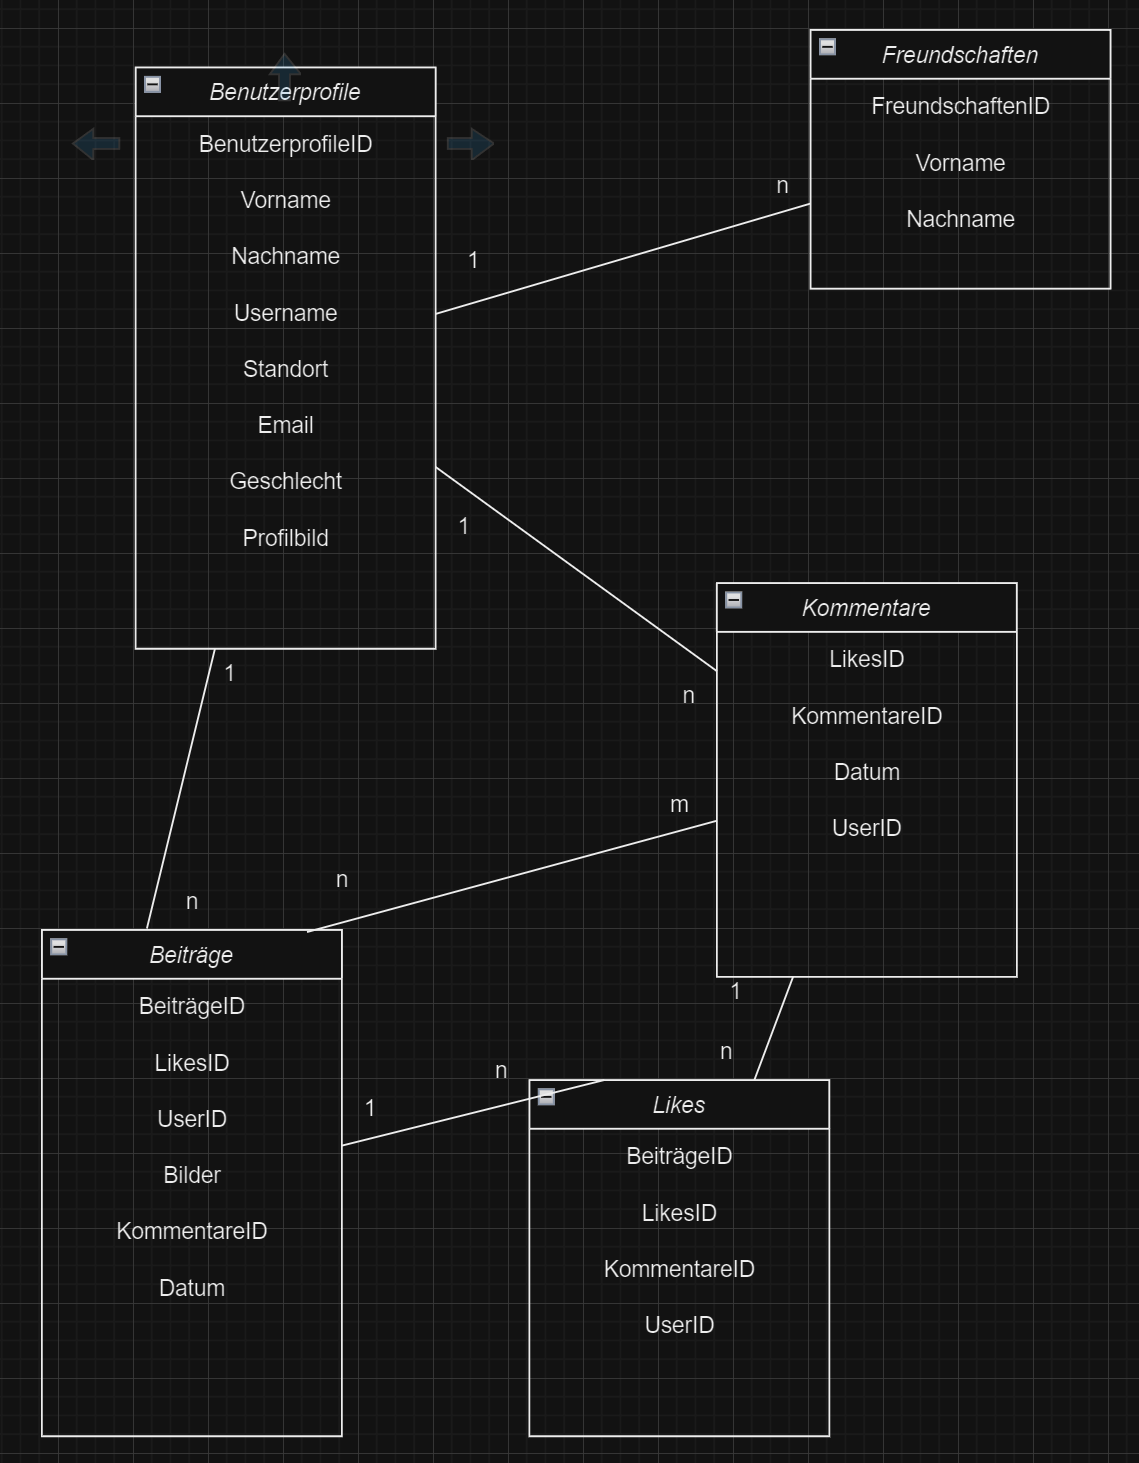 Benutzerprofile
BenutzerprofileID
Vorname
Nachname
Username
Standort
Email
Geschlecht
Profilbild
Freundschaften
FreundschaftenID
Vorname
Nachname
1
n
1
n
Kommentare
LikesID
KommentareID
Datum
UserID
1
n
m
n
Beiträge
BeiträgeID
LikesID
UserID
Bilder
KommentareID
Datum
1
n
1
n
Likes
BeiträgeID
LikesID
KommentareID
UserID